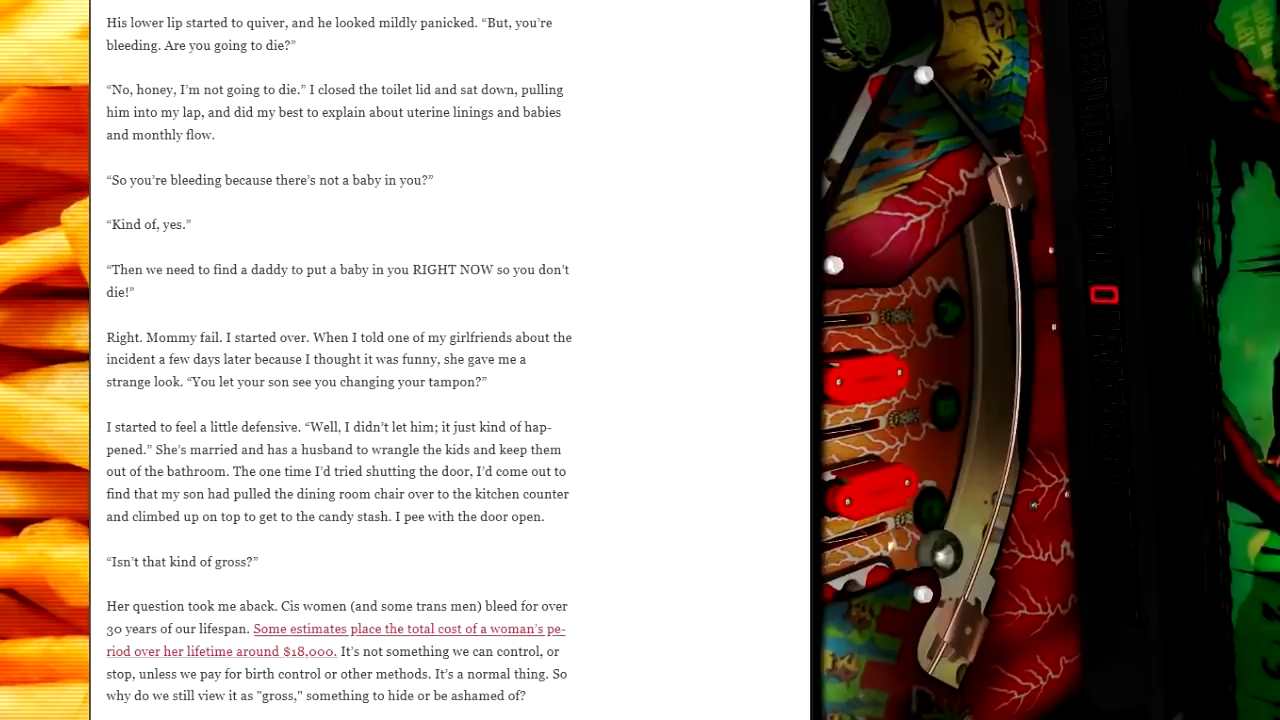 His lower lip started to quiver, and he looked mildly panicked. “But, you’re
bleeding. Are you going to die?”
“No, honey, I’m not going to die.” I closed the toilet lid and sat down, pulling
him into my lap, and did my best to explain about uterine linings and babies
and monthly flow.
“So you’re bleeding because there’s not a baby in you?”
“Kind of, yes.”
“Then we need to find a daddy to put a baby in you RIGHT NOW so you don’t
die!”
Right. Mommy fail. I started over. When I told one of my girlfriends about the
incident a few days later because I thought it was funny, she gave me a
strange look. “You let your son see you changing your tampon?”
I started to feel a little defensive. “Well, I didn’t let him; it just kind of hap-
pened.” She’s married and has a husband to wrangle the kids and keep them
out of the bathroom. The one time I’d tried shutting the door, I’d come out to
find that my son had pulled the dining room chair over to the kitchen counter
and climbed up on top to get to the candy stash. I pee with the door open.
“Isn’t that kind of gross?”
Her question took me aback. Cis women (and some trans men) bleed for over
30 years of our lifespan. Some estimates place the total cost of a woman’s pe-
riod over her lifetime around $18,000. It’s not something we can control, or
stop, unless we pay for birth control or other methods. It’s a normal thing. So
why do we still view it as "gross," something to hide or be ashamed of?
0